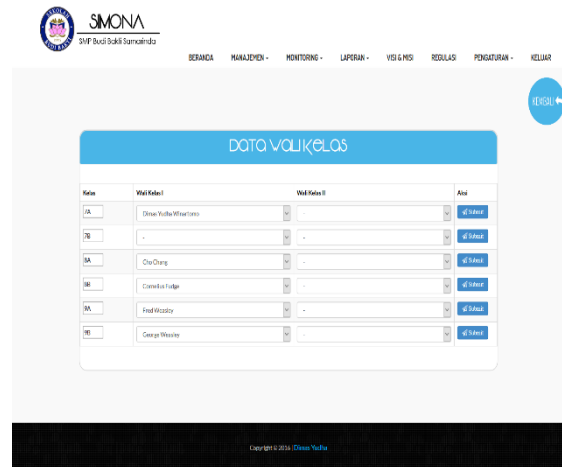 SIMONA
SMP Budi Bakti Samarinda
BERANDA MANAJEMEN - MONITORING - LAPORAN - VISI & MISI REGULASI PENGATURAN - KELUAR
KEMBALI
DATA WALI KELAS
Kelas Wali Kelas I Wali Kelas II Aksi
7A Dimas Yudha Winantono - Submit
7B - - Submit
8A Cho Chang - Submit
8B Cornelius Fudge - Submit
9A Fred Weasley - Submit
9B George Weasley - Submit
Copyright © 2016 | Dimas Yudha